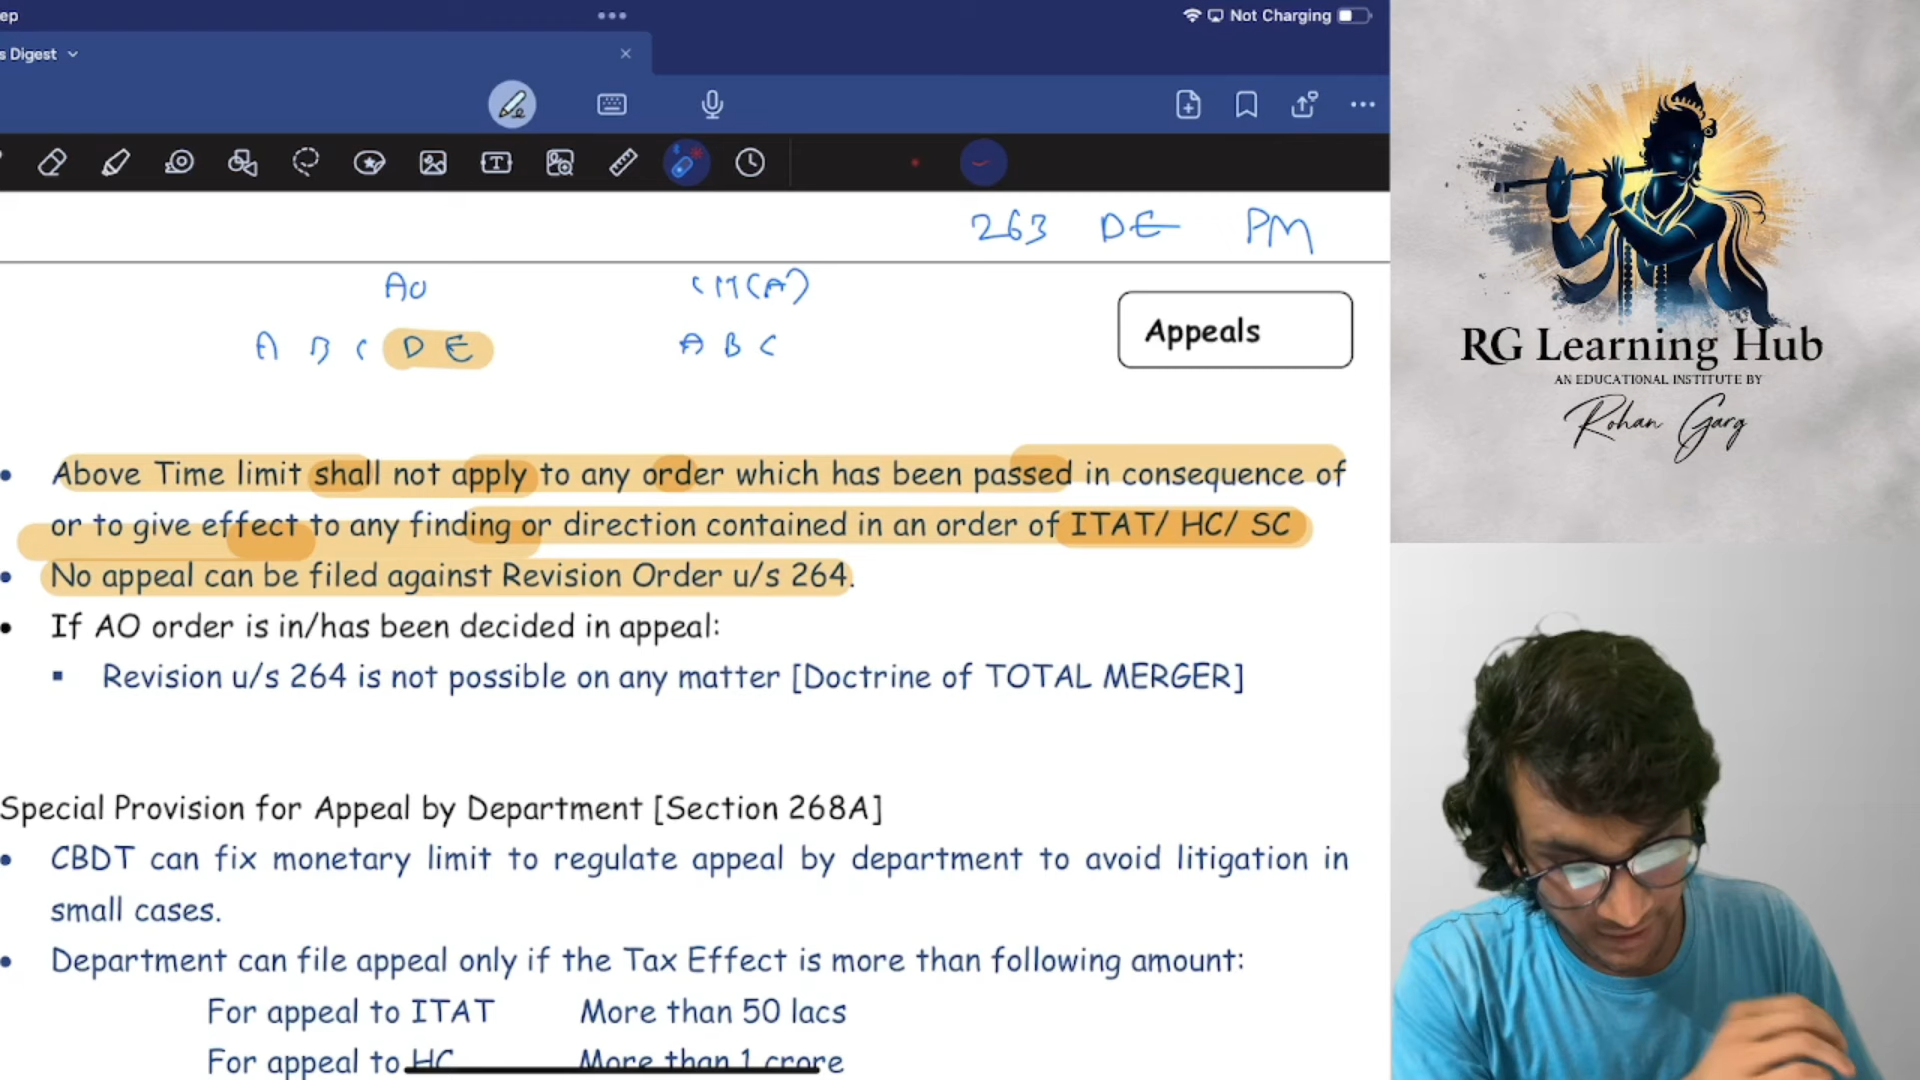 ep
Not Charging
s Digest
263 DE PM
AO CIT(A)
A B C D E A B C
Appeals
• Above Time limit shall not apply to any order which has been passed in consequence of
or to give effect to any finding or direction contained in an order of ITAT/ HC/ SC
• No appeal can be filed against Revision Order u/s 264.
• If AO order is in/has been decided in appeal:
▪ Revision u/s 264 is not possible on any matter [Doctrine of TOTAL MERGER]
Special Provision for Appeal by Department [Section 268A]
• CBDT can fix monetary limit to regulate appeal by department to avoid litigation in
small cases.
• Department can file appeal only if the Tax Effect is more than following amount:
For appeal to ITAT More than 50 lacs
For appeal to HC More than 1 crore
RG Learning Hub
AN EDUCATIONAL INSTITUTE BY
Rohan Garg